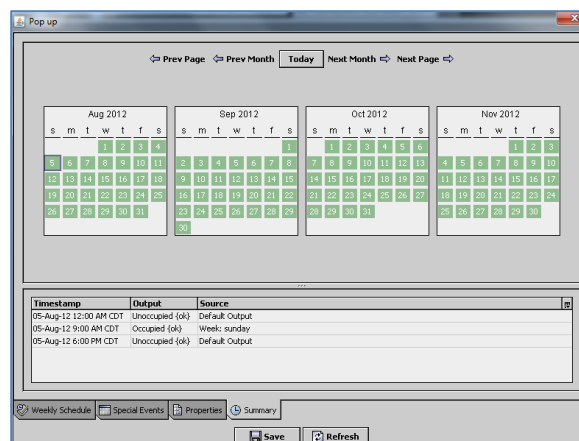 Pop up
Prev Page Prev Month Today Next Month Next Page
Aug 2012
s m t w t f s
1 2 3 4
5 6 7 8 9 10 11
12 13 14 15 16 17 18
19 20 21 22 23 24 25
26 27 28 29 30 31
Sep 2012
s m t w t f s
1
2 3 4 5 6 7 8
9 10 11 12 13 14 15
16 17 18 19 20 21 22
23 24 25 26 27 28 29
30
Oct 2012
s m t w t f s
1 2 3 4 5 6
7 8 9 10 11 12 13
14 15 16 17 18 19 20
21 22 23 24 25 26 27
28 29 30 31
Nov 2012
s m t w t f s
1 2 3
4 5 6 7 8 9 10
11 12 13 14 15 16 17
18 19 20 21 22 23 24
25 26 27 28 29 30
Timestamp Output Source
05-Aug-12 12:00 AM CDT Unoccupied {ok} Default Output
05-Aug-12 9:00 AM CDT Occupied {ok} Week: sunday
05-Aug-12 6:00 PM CDT Unoccupied {ok} Default Output
Weekly Schedule Special Events Properties Summary
Save Refresh